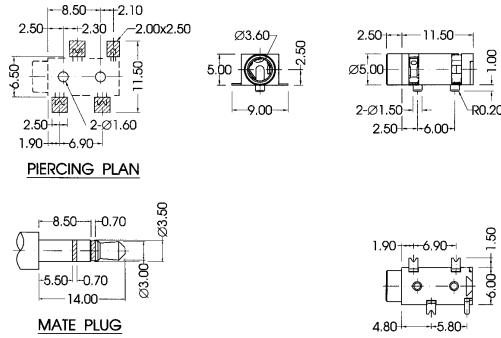 8.50 2.10
2.50 2.30 2.00x2.50
6.50 11.50
2.50 2-Ø1.60
1.90 6.90
PIERCING PLAN
Ø3.60
5.00 2.50
9.00
2.50 11.50
Ø5.00 1.00
2-Ø1.50 R0.20
2.50 6.00
8.50 0.70 Ø3.50
5.50 0.70 Ø3.00
14.00
MATE PLUG
1.90 6.90 1.50
6.00
4.80 5.80